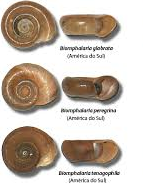 Biomphalaria glabrata
(América do Sul)
Biomphalaria peregrina
(América do Sul)
Biomphalaria tenagophila
(América do Sul)